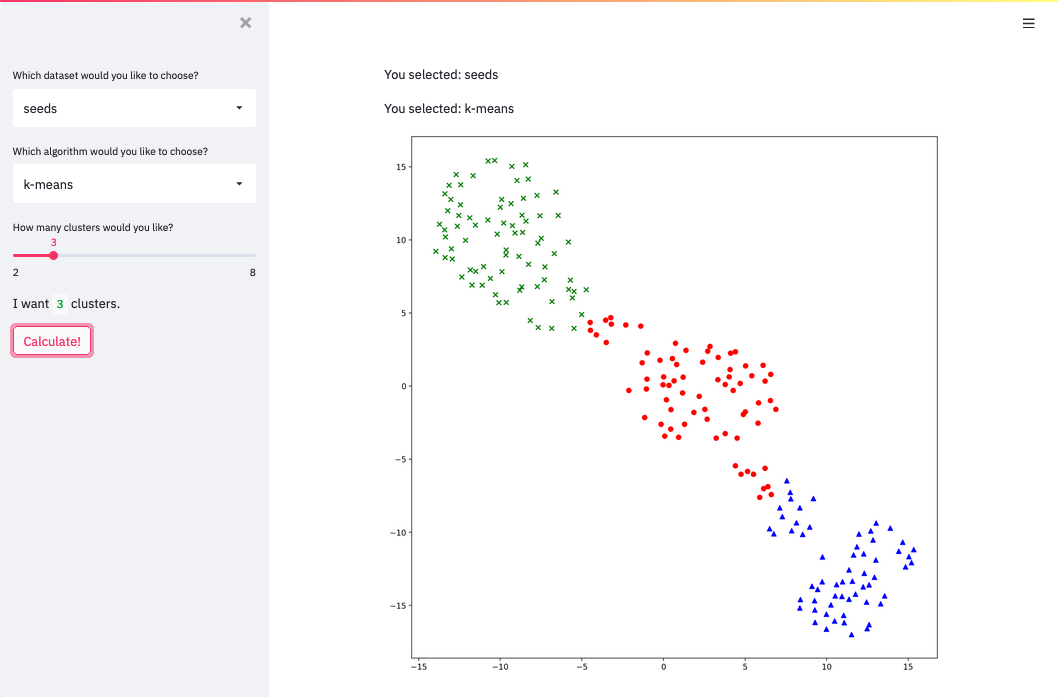 Which dataset would you like to choose?
seeds
Which algorithm would you like to choose?
k-means
How many clusters would you like?
3
2 8
I want 3 clusters.
Calculate!
You selected: seeds
You selected: k-means
15
10
5
0
−5
−10
−15
−15 −10 −5 0 5 10 15